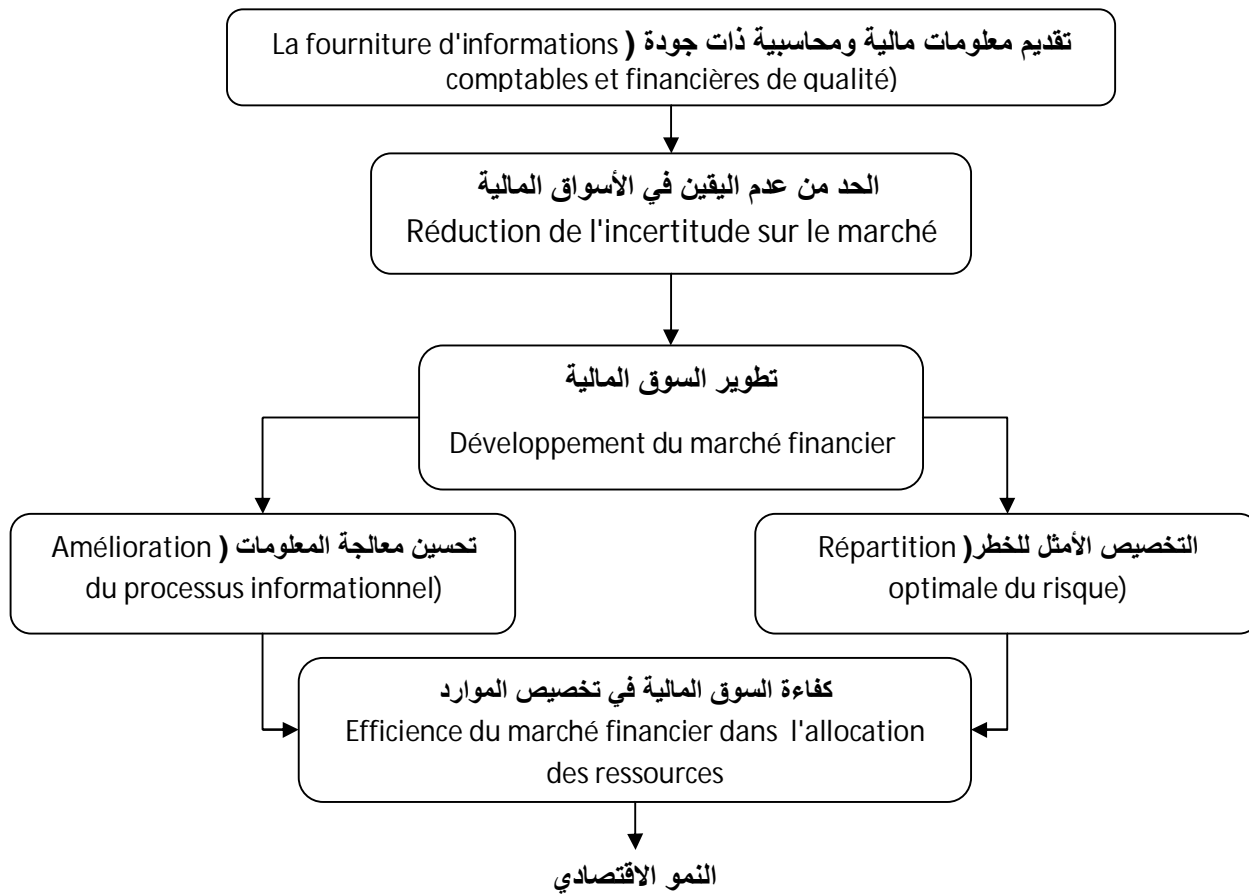 تقديم معلومات مالية ومحاسبية ذات جودة ( La fourniture d'informations
comptables et financières de qualité)
الحد من عدم اليقين في الأسواق المالية
Réduction de l'incertitude sur le marché
تطوير السوق المالية
Développement du marché financier
تحسين معالجة المعلومات ( Amélioration
du processus informationnel)
التخصيص الأمثل للخطر( Répartition
optimale du risque)
كفاءة السوق المالية في تخصيص الموارد
Efficience du marché financier dans l'allocation
des ressources
النمو الاقتصادي